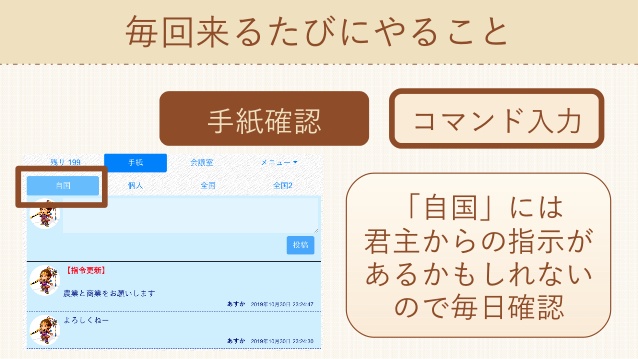 毎回来るたびにやること
手紙確認
コマンド入力
残り 199
手紙
会議室
メニュー
自国
個人
全国
全国2
投稿
【指令更新】
農業と商業をお願いします
あすか 2019年10月30日 23:24:47
よろしくねー
あすか 2019年10月30日 23:24:30
「自国」には
君主からの指示が
あるかもしれない
ので毎日確認